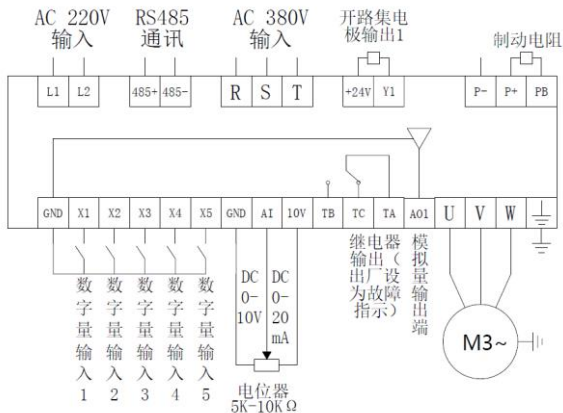 AC 220V
输入
RS485
通讯
AC 380V
输入
开路集电
极输出1
制动电阻
L1 L2 485+ 485- R S T +24V Y1 P- P+ PB
GND X1 X2 X3 X4 X5 GND AI 10V TB TC TA AO1 U V W
数字量输入1
数字量输入2
数字量输入3
数字量输入4
数字量输入5
DC
0-
10V
DC
0-
20
mA
继电器
输出（
出厂设
为故障
指示）
模拟量输出端
M3~
电位器
5K-10KΩ